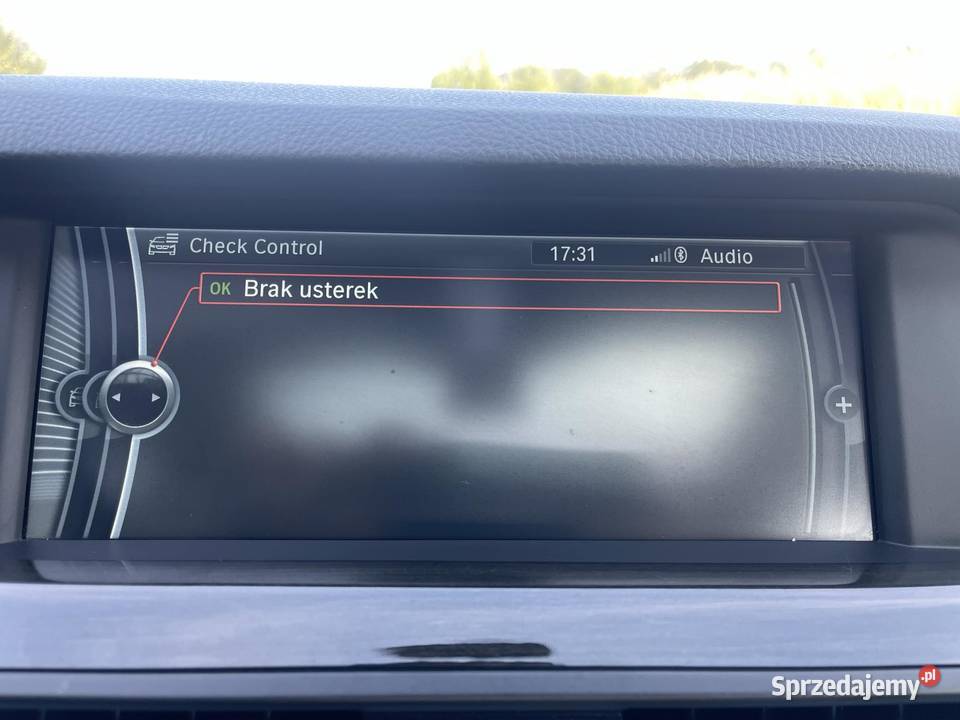 Check Control
17:31
Audio
OK Brak usterek
Sprzedajemy.pl